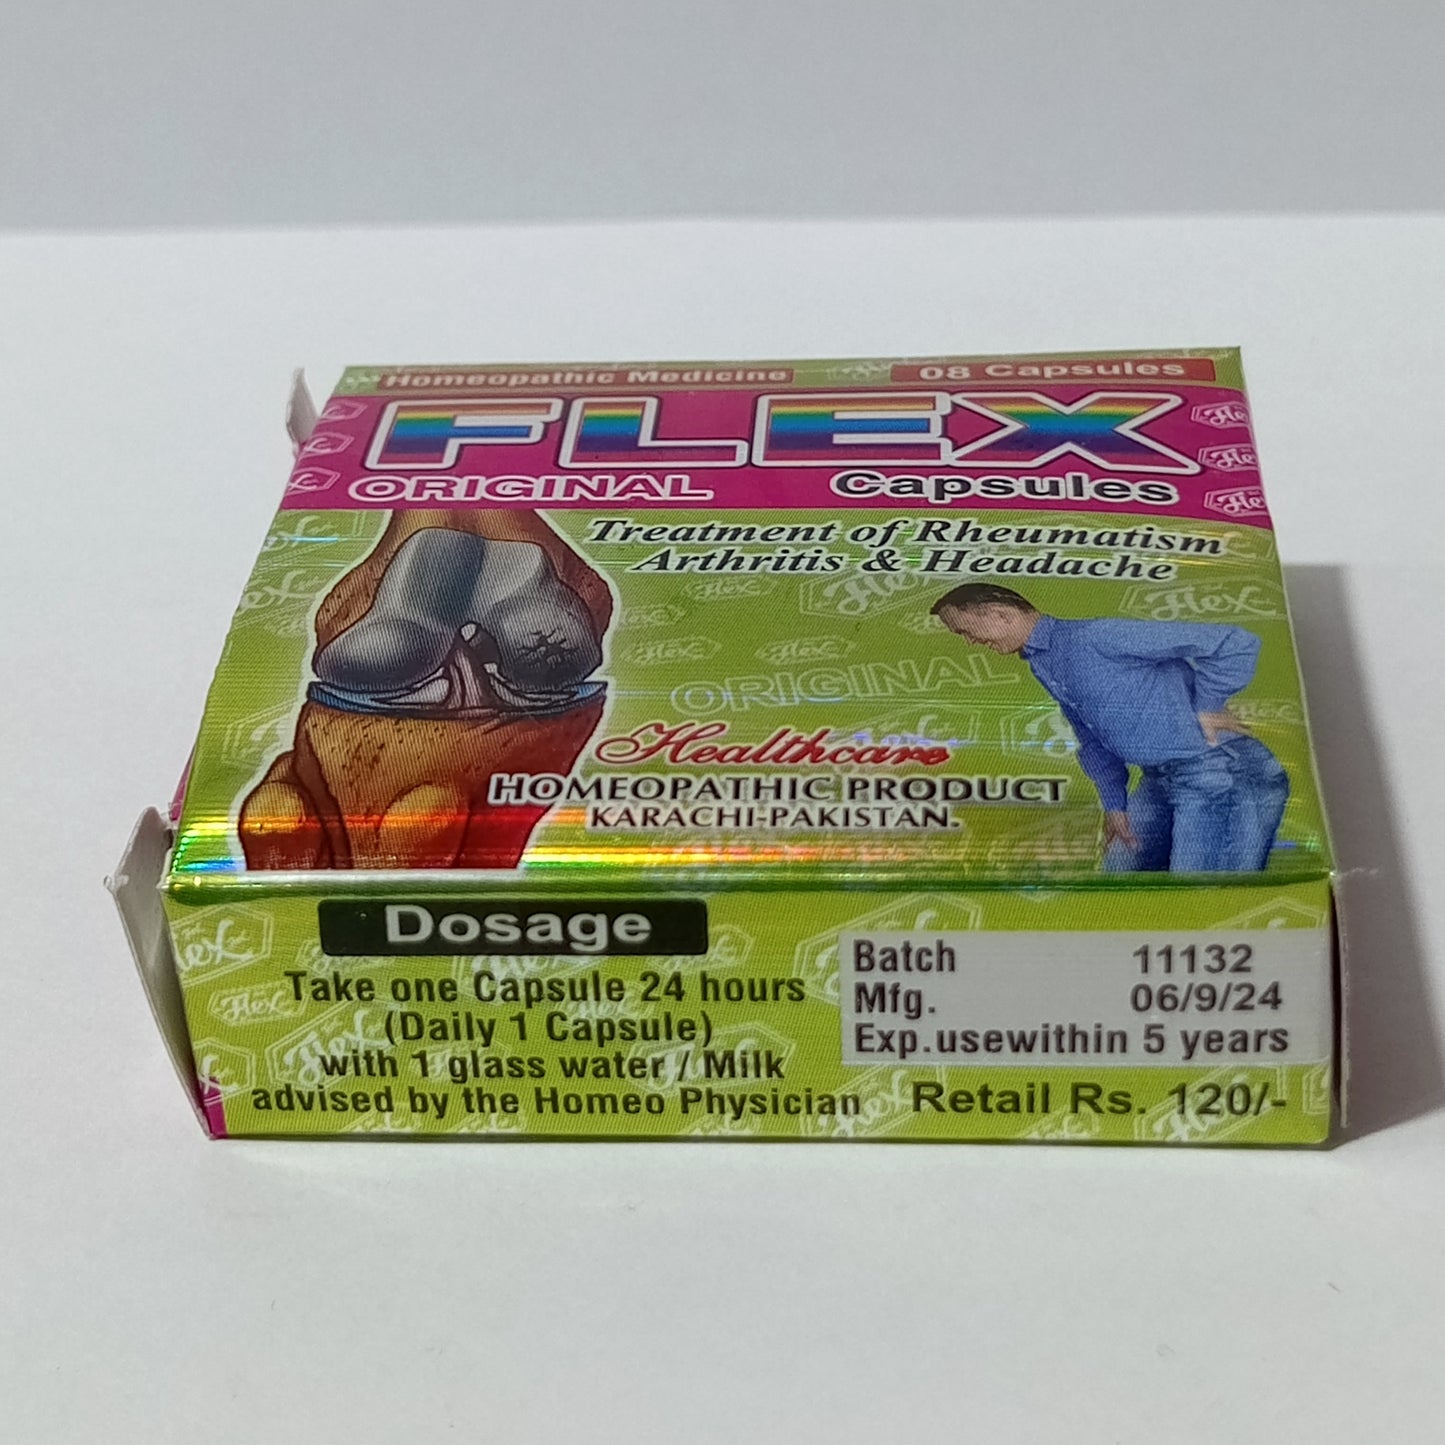 Homeopathic Medicine
08 Capsules
FLEX
ORIGINAL
Capsules
Treatment of Rheumatism
Arthritis & Headache
ORIGINAL
Healthcare
HOMEOPATHIC PRODUCT
KARACHI-PAKISTAN.
Dosage
Take one Capsule 24 hours
(Daily 1 Capsule)
with 1 glass water / Milk
advised by the Homeo Physician
Batch 11132
Mfg. 06/9/24
Exp.usewithin 5 years
Retail Rs. 120/-